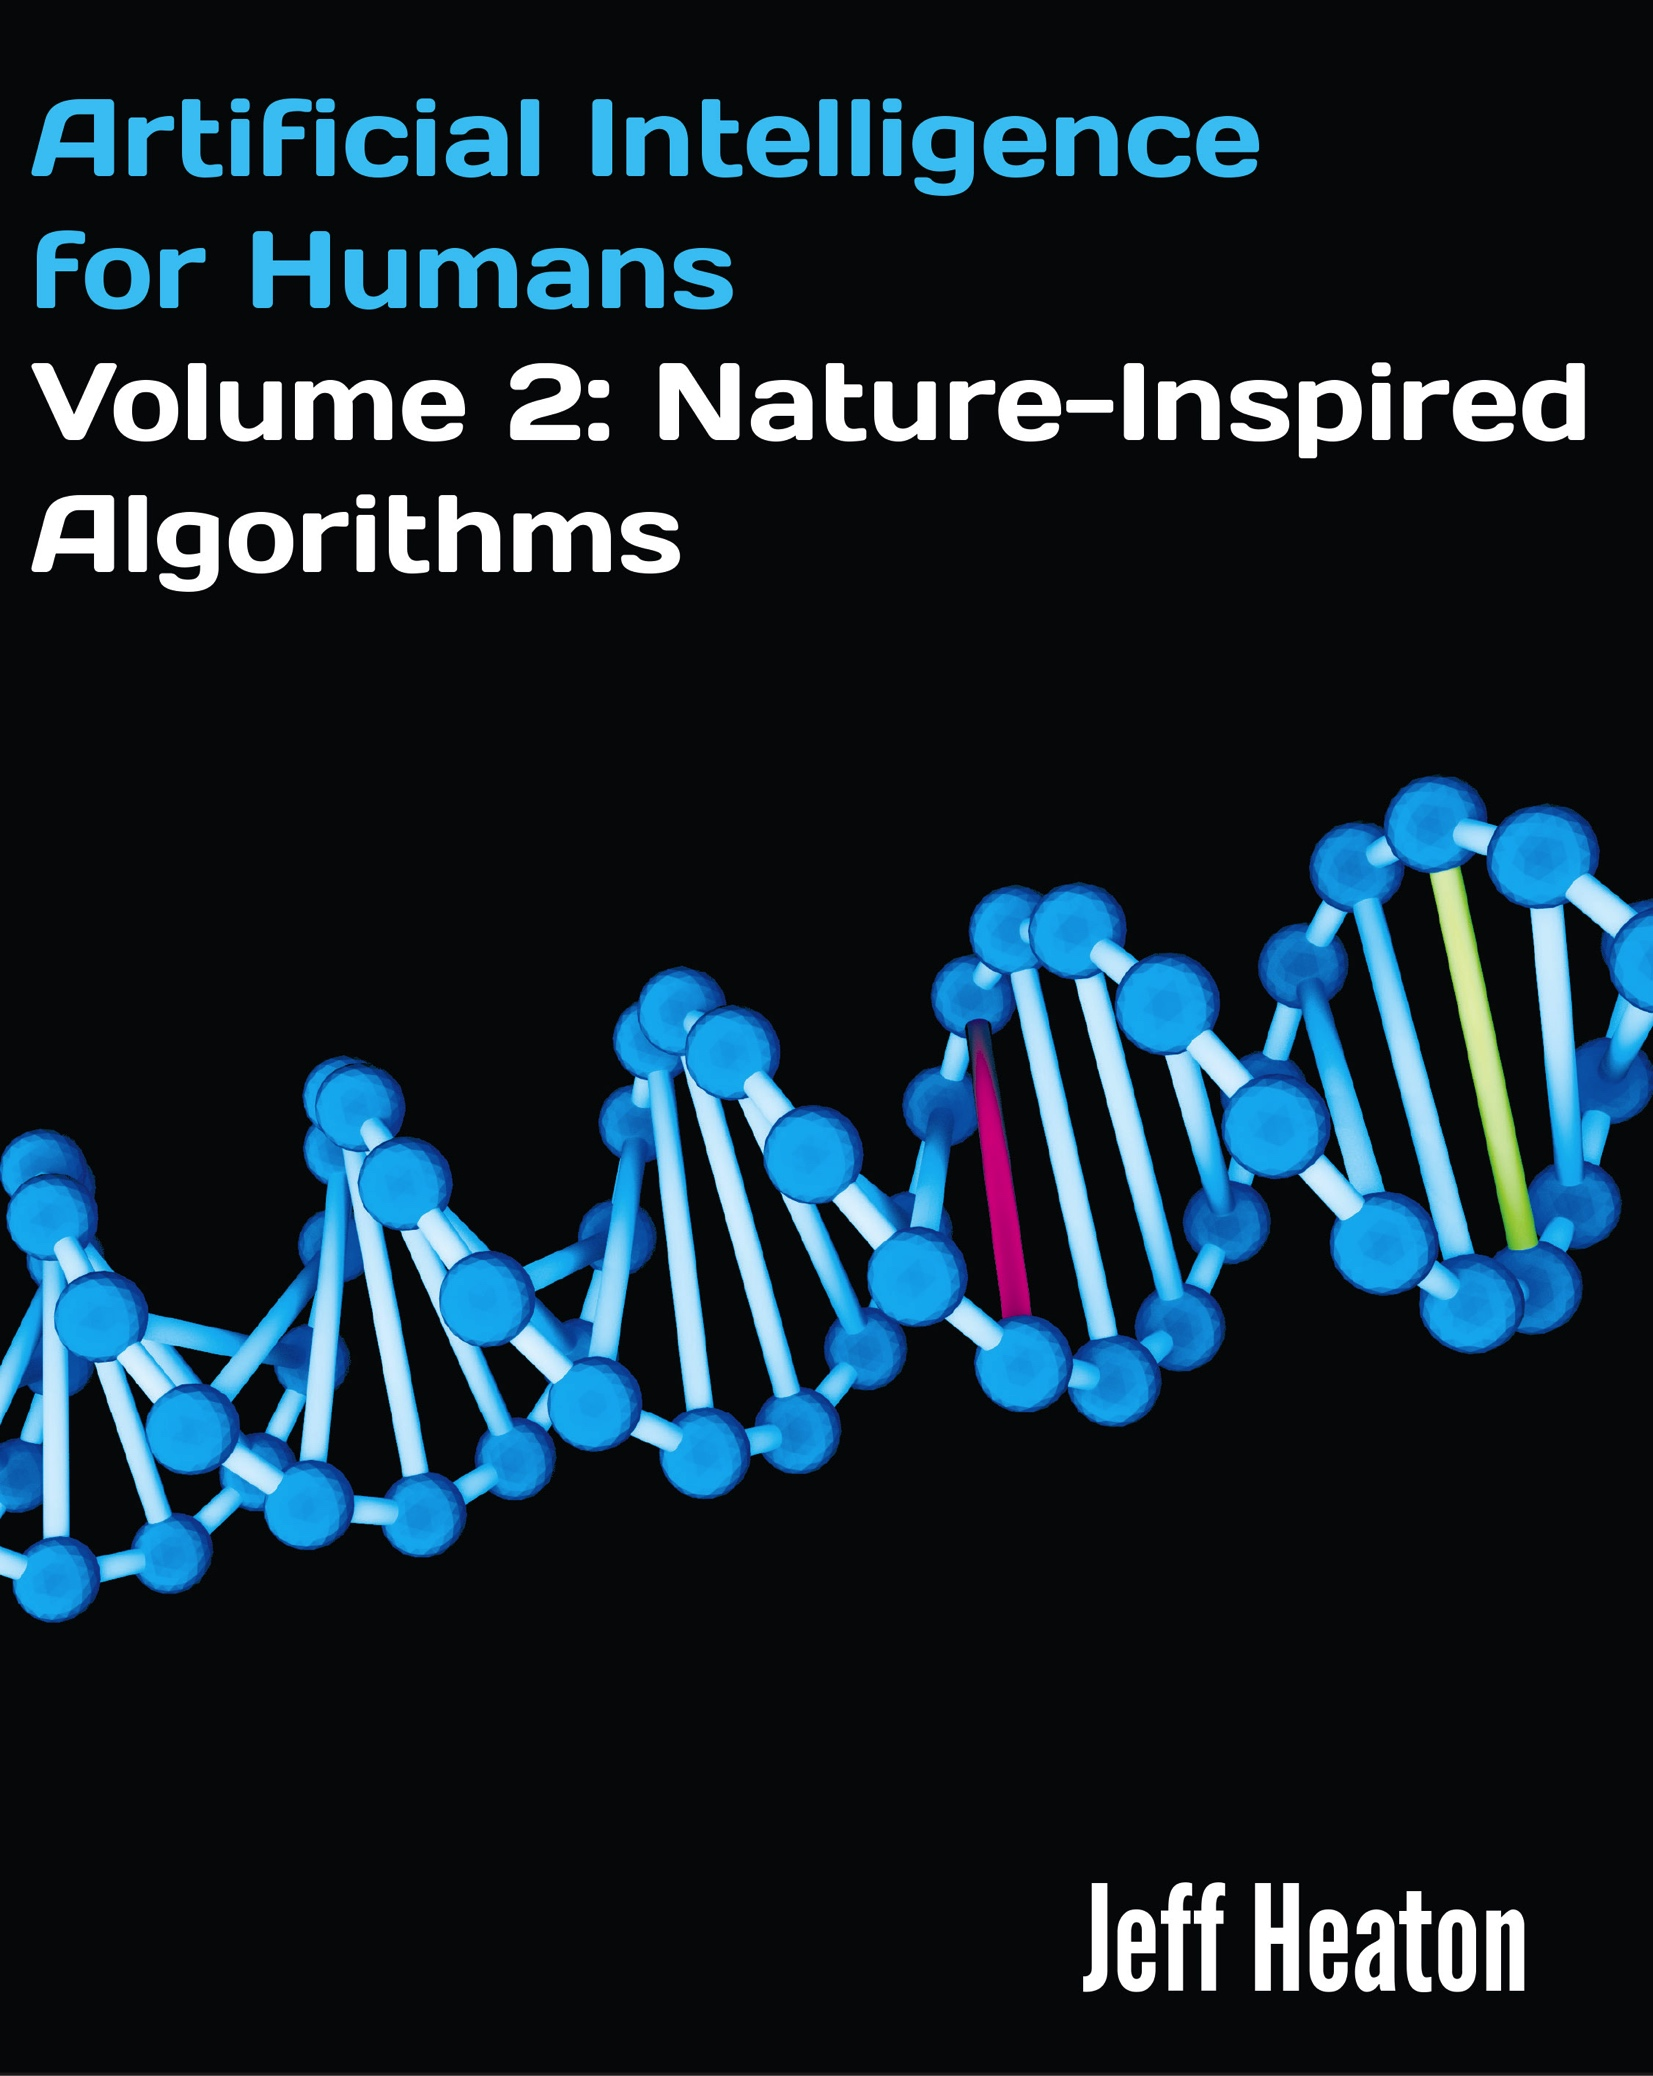 Artificial Intelligence
for Humans
Volume 2: Nature-Inspired
Algorithms
Jeff Heaton